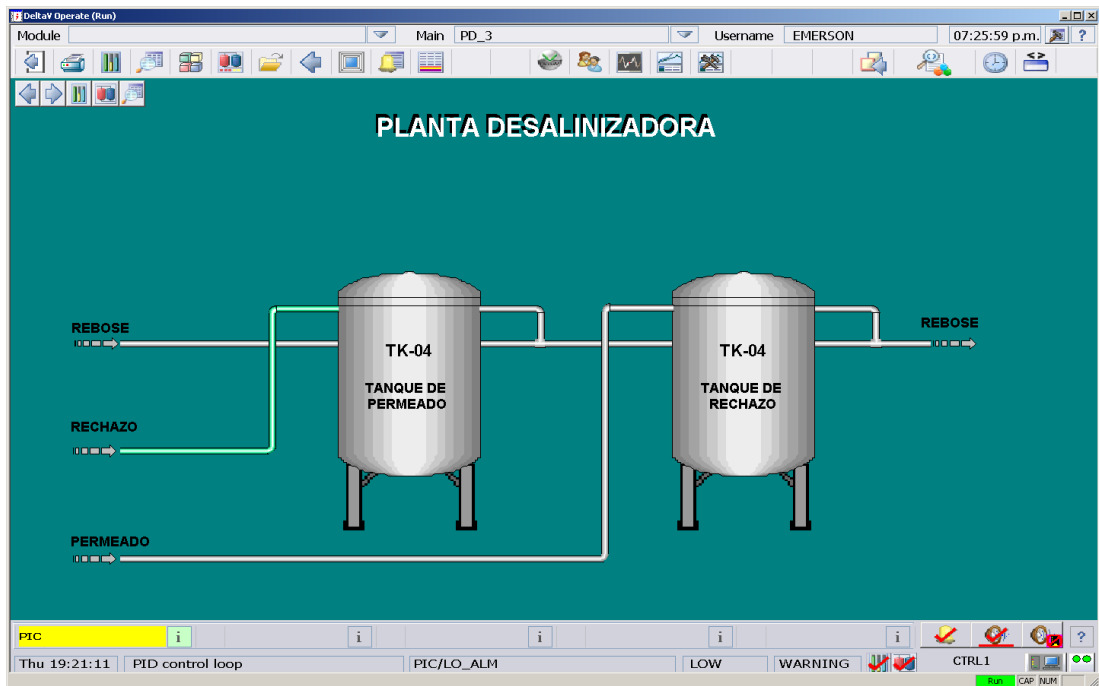 DeltaV Operate (Run)
Module Main PD_3 Username EMERSON 07:25:59 p.m. ?
PLANTA DESALINIZADORA
REBOSE
REBOSE
TK-04
TANQUE DE
PERMEADO
TK-04
TANQUE DE
RECHAZO
RECHAZO
PERMEADO
PIC i i i i i ?
Thu 19:21:11 PID control loop PIC/LO_ALM LOW WARNING CTRL1
Run CAP NUM